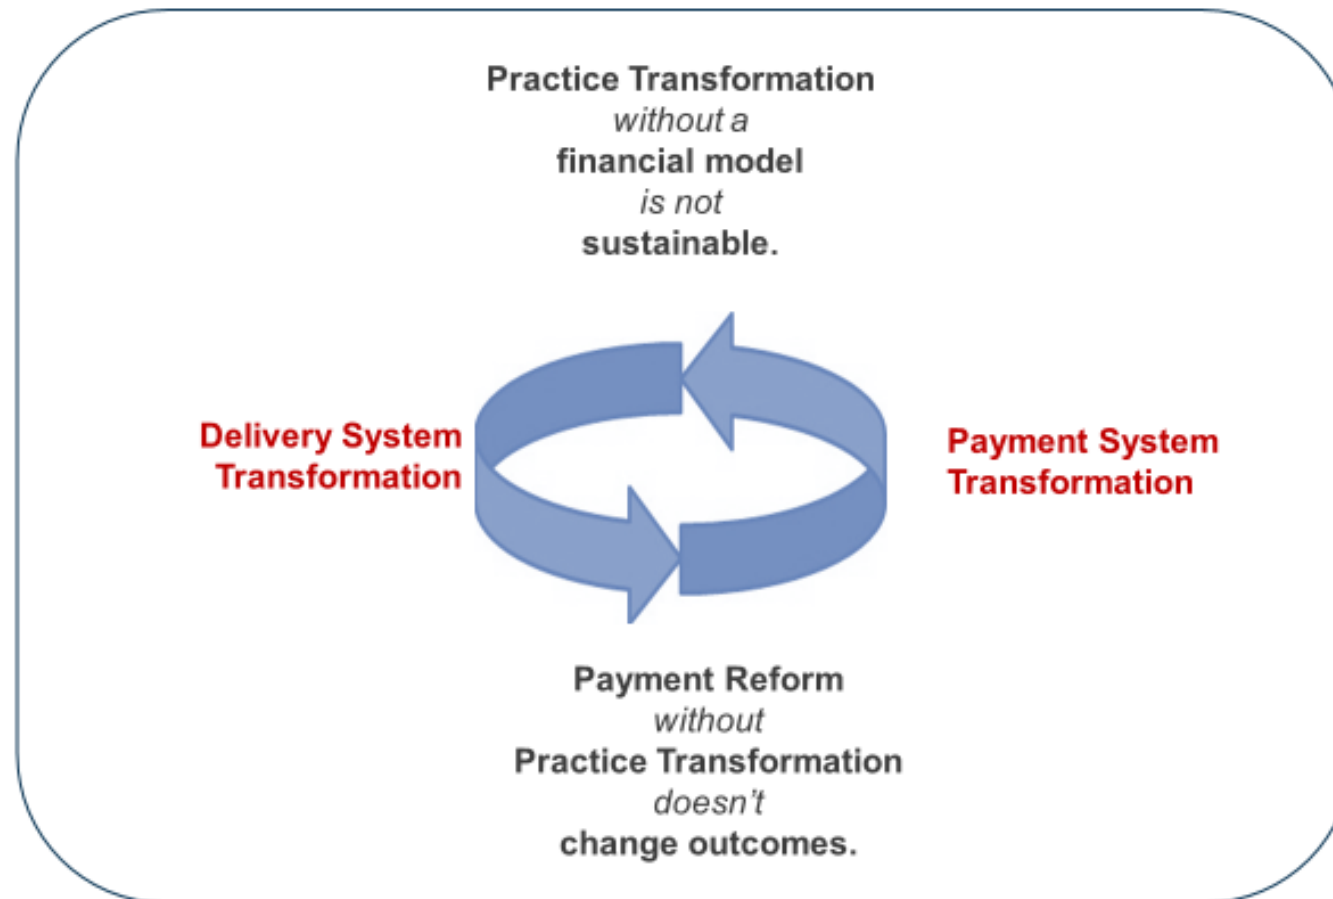 Practice Transformation
without a
financial model
is not
sustainable.
Delivery System
Transformation
Payment System
Transformation
Payment Reform
without
Practice Transformation
doesn’t
change outcomes.